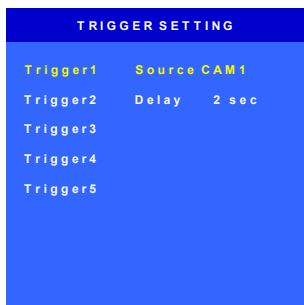 TRIGGER SETTING
Trigger1 Source CAM1
Trigger2 Delay 2 sec
Trigger3
Trigger4
Trigger5